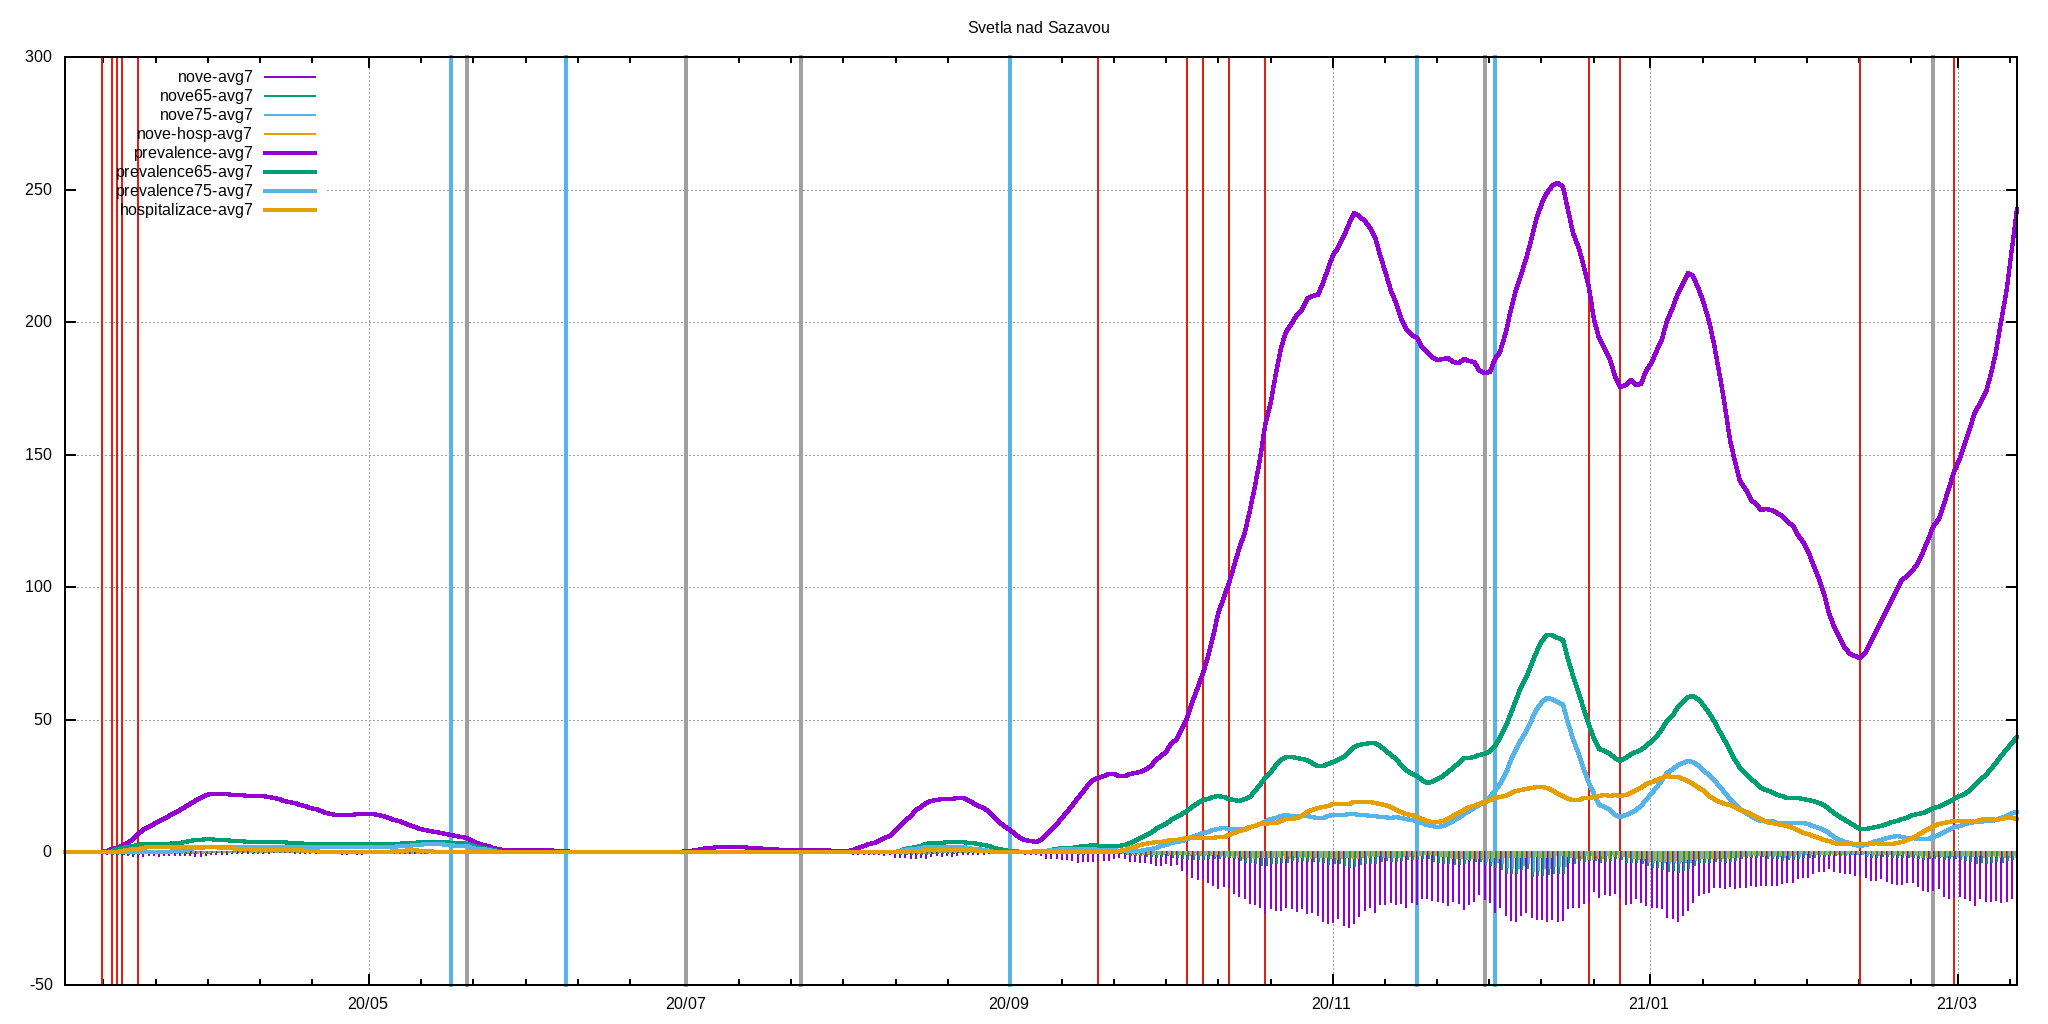 Svetla nad Sazavou
300
250
200
150
100
50
0
-50
nove-avg7
nove65-avg7
nove75-avg7
nove-hosp-avg7
prevalence-avg7
prevalence65-avg7
prevalence75-avg7
hospitalizace-avg7
20/05
20/07
20/09
20/11
21/01
21/03